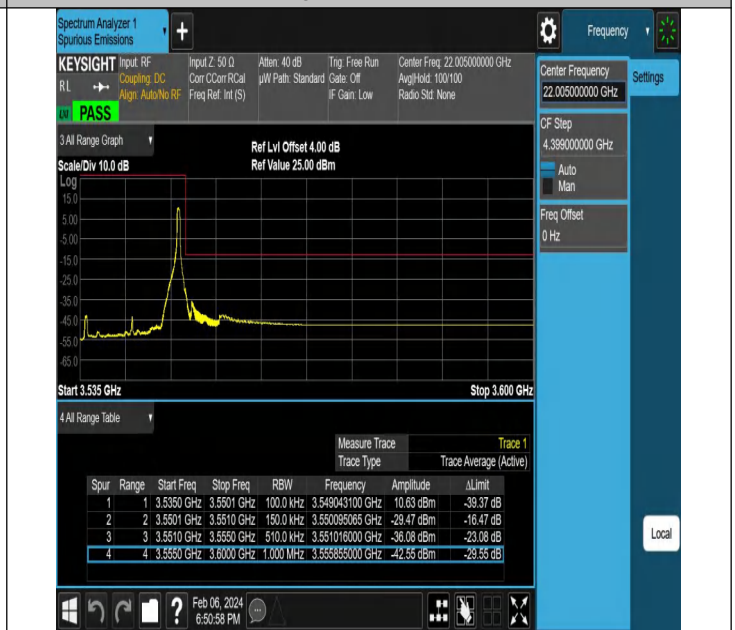 Spectrum Analyzer 1
Spurious Emissions
+
Frequency
KEYSIGHT Input: RF Input Z: 50 Ω Atten: 40 dB Trig: Free Run Center Freq: 22.005000000 GHz
RL Coupling: DC Corr CCorr RCal µW Path: Standard Gate: Off Avg|Hold: 100/100
Align: Auto/No RF Freq Ref: Int (S) IF Gain: Low Radio Std: None
LXI PASS
Center Frequency
22.005000000 GHz
Settings
CF Step
4.399000000 GHz
Auto
Man
Freq Offset
0 Hz
Local
3 All Range Graph
Ref Lvl Offset 4.00 dB
Scale/Div 10.0 dB Ref Value 25.00 dBm
Log
15.0
5.00
-5.00
-15.0
-25.0
-35.0
-45.0
-55.0
-65.0
Start 3.535 GHz Stop 3.600 GHz
4 All Range Table
Measure Trace Trace 1
Trace Type Trace Average (Active)
Spur Range Start Freq Stop Freq RBW Frequency Amplitude ΔLimit
1 1 3.5350 GHz 3.5501 GHz 100.0 kHz 3.549043100 GHz 10.63 dBm -39.37 dB
2 2 3.5501 GHz 3.5510 GHz 150.0 kHz 3.550095065 GHz -29.47 dBm -16.47 dB
3 3 3.5510 GHz 3.5550 GHz 510.0 kHz 3.551016000 GHz -36.08 dBm -23.08 dB
4 4 3.5550 GHz 3.6000 GHz 1.000 MHz 3.555855000 GHz -42.55 dBm -29.55 dB
?
Feb 06, 2024
6:50:58 PM